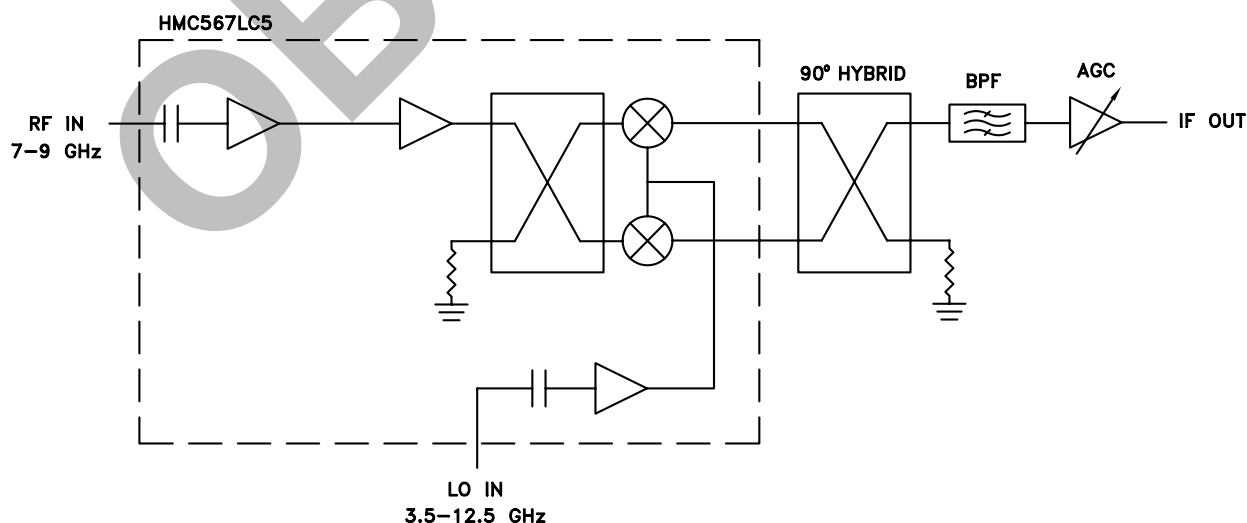 HMC567LC5
RF IN
7–9 GHz
90° HYBRID
BPF
AGC
IF OUT
LO IN
3.5–12.5 GHz
OB